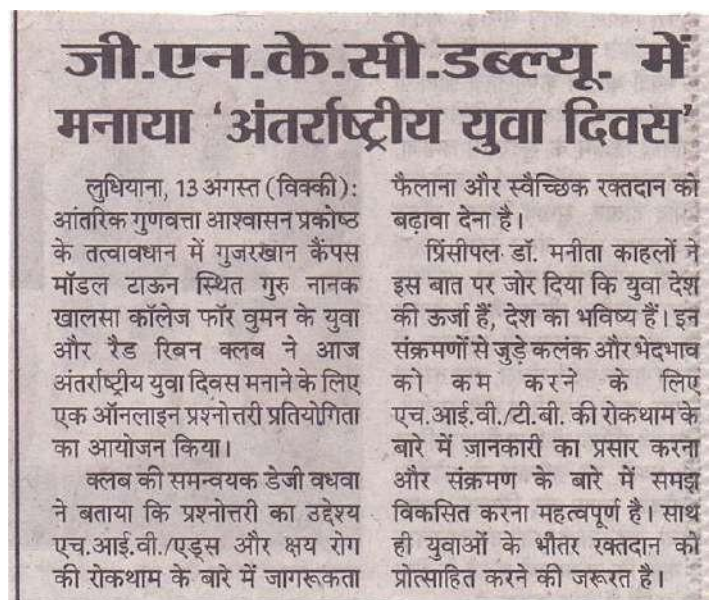 जी.एन.के.सी.डब्ल्यू. में
मनाया 'अंतर्राष्ट्रीय युवा दिवस'
लुधियाना, 13 अगस्त (विक्की):
आंतरिक गुणवत्ता आश्वासन प्रकोष्ठ
के तत्वावधान में गुजरखान कैंपस
मॉडल टाऊन स्थित गुरु नानक
खालसा कॉलेज फॉर वुमन के युवा
और रैड रिबन क्लब ने आज
अंतर्राष्ट्रीय युवा दिवस मनाने के लिए
एक ऑनलाइन प्रश्नोत्तरी प्रतियोगिता
का आयोजन किया।
क्लब की समन्वयक डेजी वधवा
ने बताया कि प्रश्नोत्तरी का उद्देश्य
एच.आई.वी./एड्स और क्षय रोग
की रोकथाम के बारे में जागरूकता
फैलाना और स्वैच्छिक रक्तदान को
बढ़ावा देना है।
प्रिंसीपल डॉ. मनीता काहलों ने
इस बात पर जोर दिया कि युवा देश
की ऊर्जा हैं, देश का भविष्य हैं। इन
संक्रमणों से जुड़े कलंक और भेदभाव
को कम करने के लिए
एच.आई.वी./टी.बी. की रोकथाम के
बारे में जानकारी का प्रसार करना
और संक्रमण के बारे में समझ
विकसित करना महत्वपूर्ण है। साथ
ही युवाओं के भीतर रक्तदान को
प्रोत्साहित करने की जरूरत है।